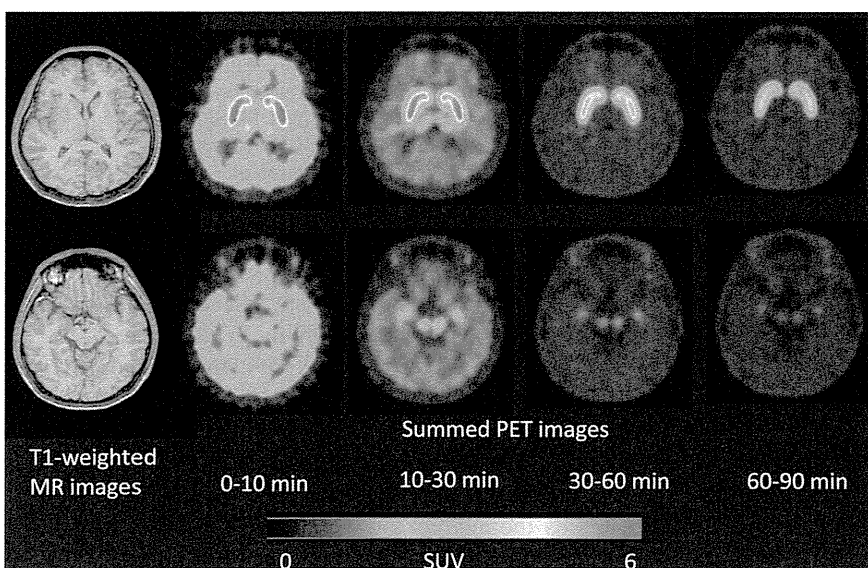 Summed PET images
T1-weighted
MR images
0-10 min
10-30 min
30-60 min
60-90 min
0
SUV
6